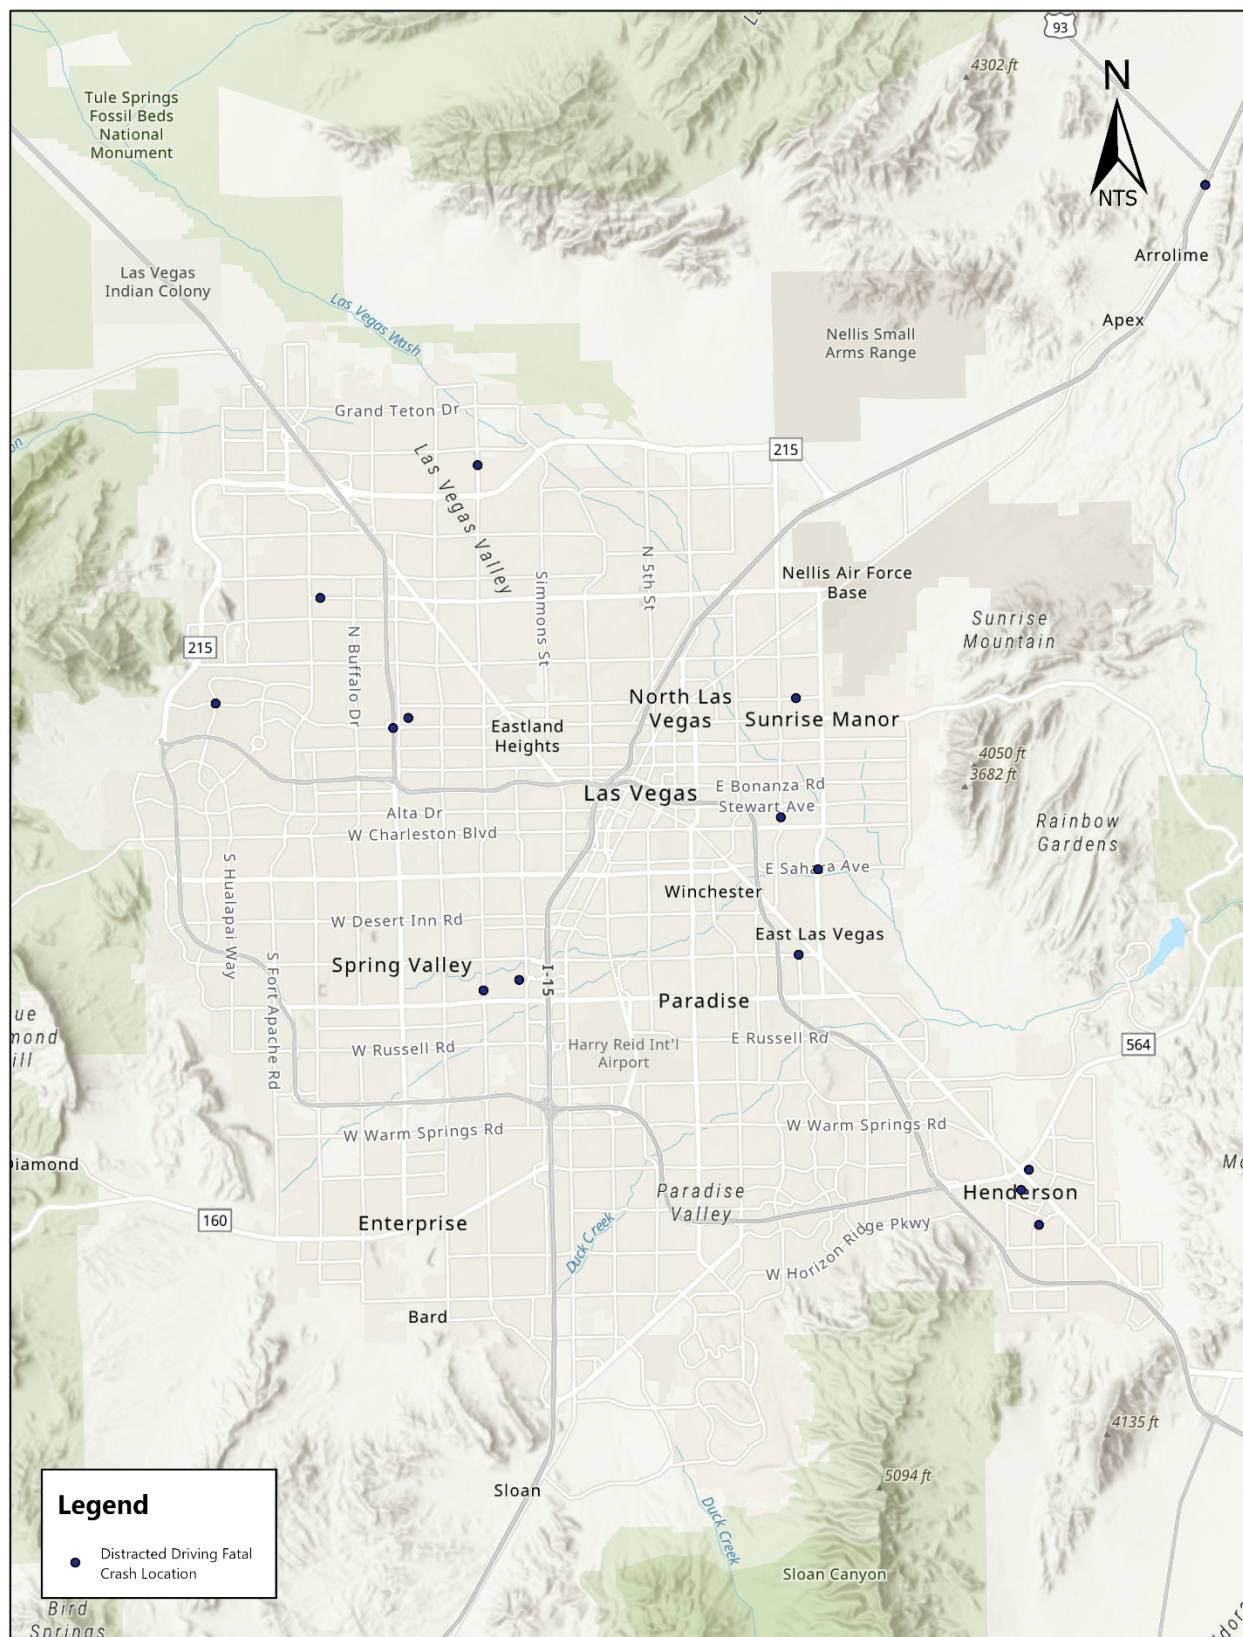 93
4302 ft
N
NTS
Tule Springs
Fossil Beds
National
Monument
Arrolime
Las Vegas
Indian Colony
Las Vegas Wash
Apex
Nellis Small
Arms Range
Grand Teton Dr
215
Las Vegas Valley
Nellis Air Force
Base
N 5th St
Simmons St
Sunrise
Mountain
215
N Buffalo Dr
North Las
Vegas
Sunrise Manor
Eastland
Heights
4050 ft
3682 ft
E Bonanza Rd
Las Vegas
Stewart Ave
Alta Dr
W Charleston Blvd
Rainbow
Gardens
S Hualapai Way
E Sahara Ave
Winchester
W Desert Inn Rd
East Las Vegas
Spring Valley
S Fort Apache Rd
I-15
Paradise
ue
mond
ill
W Russell Rd
Harry Reid Int'l
Airport
E Russell Rd
564
W Warm Springs Rd
W Warm Springs Rd
Diamond
Henderson
Paradise
Valley
160
Enterprise
Duck Creek
W Horizon Ridge Pkwy
Bard
4135 ft
5094 ft
Sloan
Duck Creek
Sloan Canyon
Legend
Distracted Driving Fatal
Crash Location
Bird
Springs